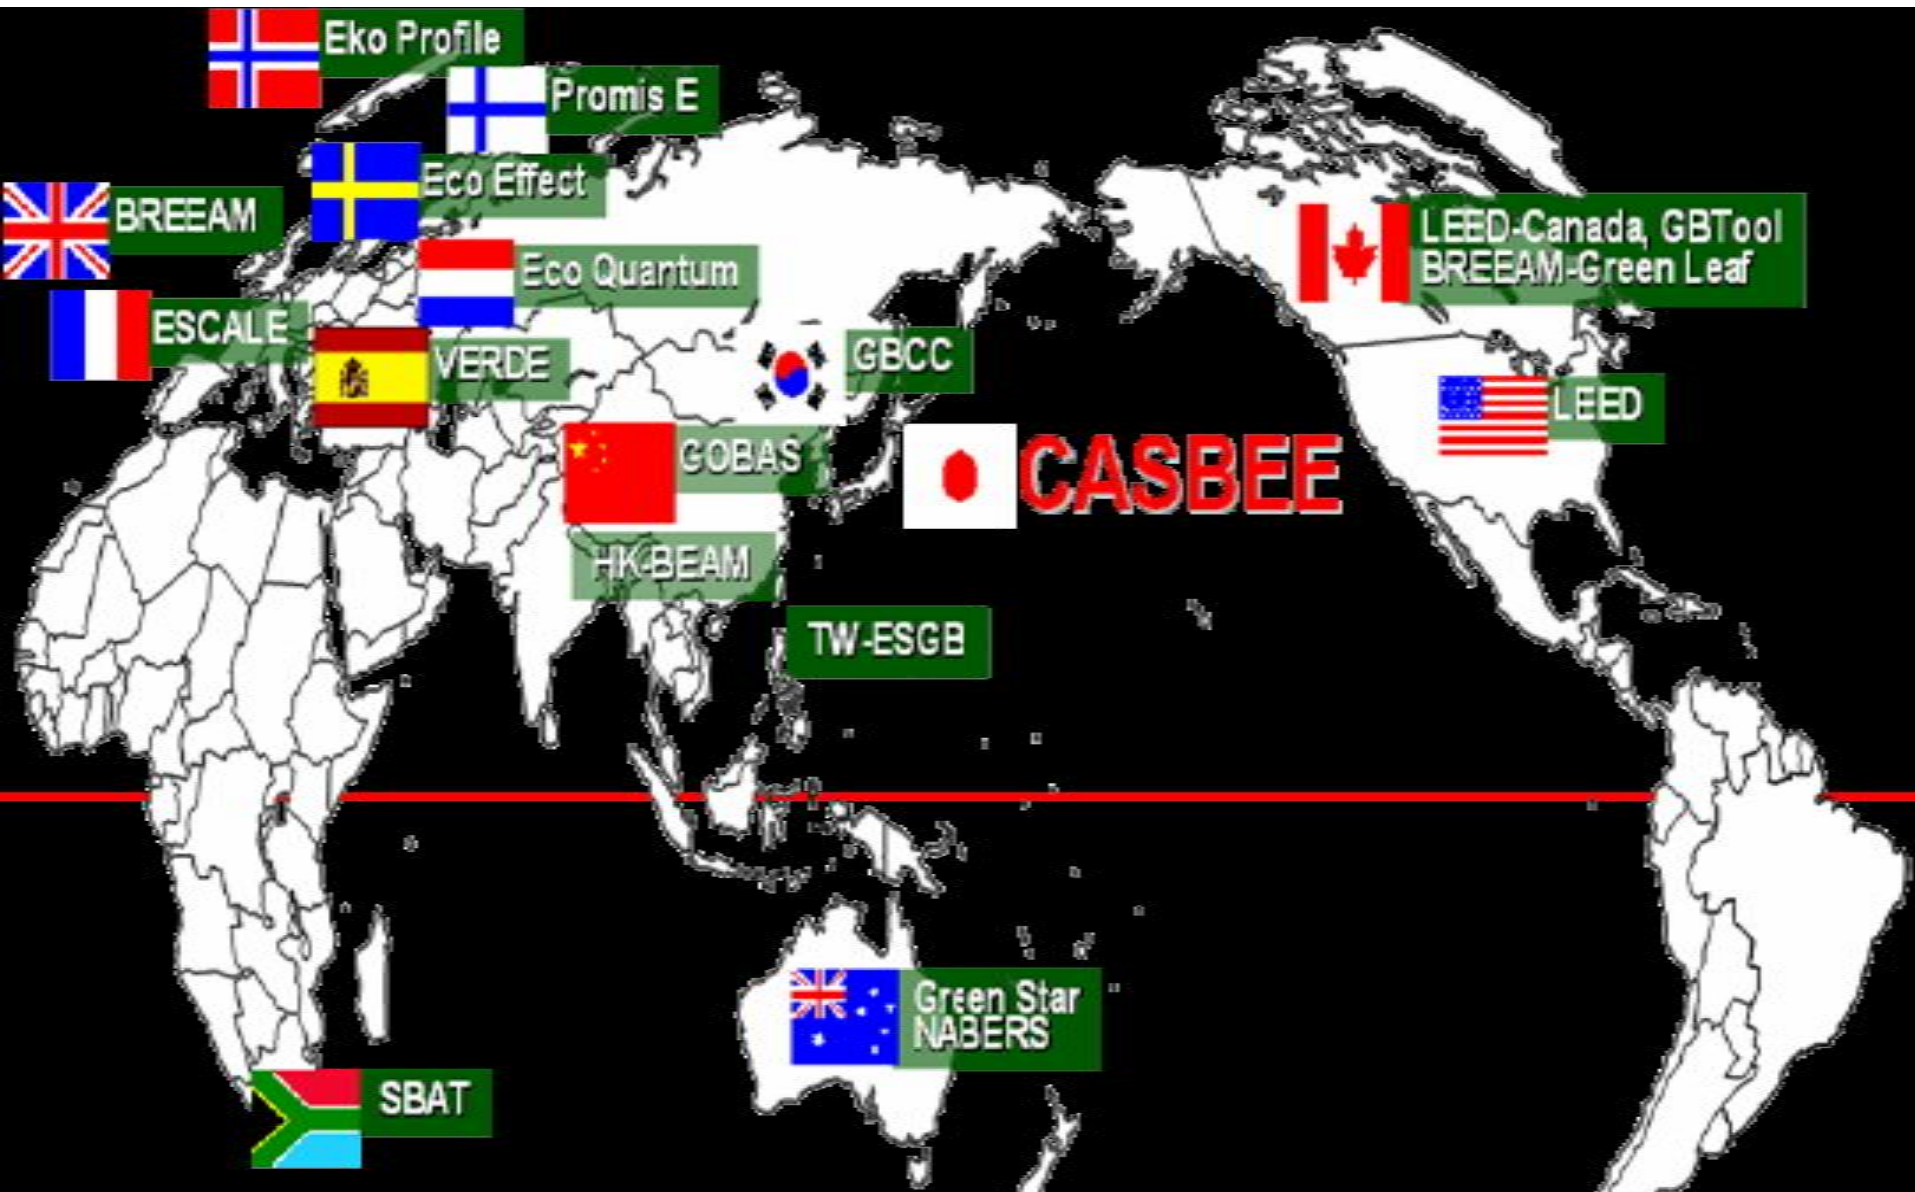 Eko Profile
Promis E
Eco Effect
BREEAM
LEED-Canada, GBTool
BREEAM-Green Leaf
Eco Quantum
ESCALE
VERDE
GBCC
LEED
GOBAS
CASBEE
HK-BEAM
TW-ESGB
Green Star
NABERS
SBAT